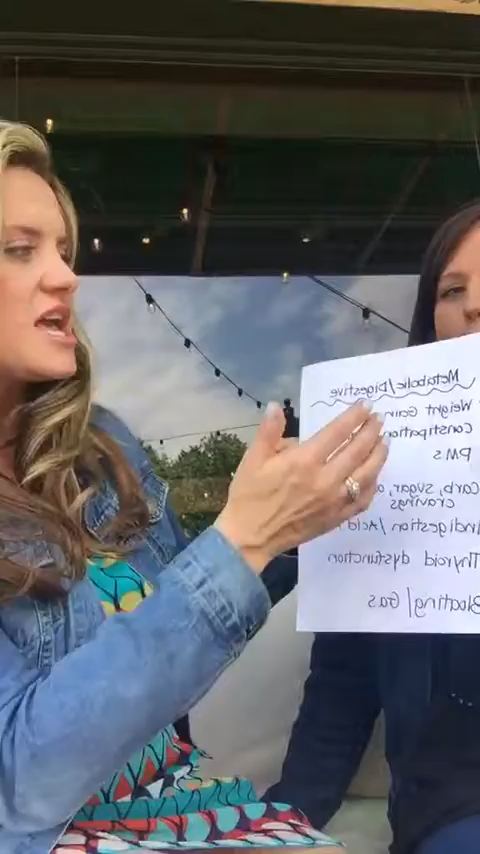 Metabolic/Digestive
Weight Gain
Constipation
PMS
Carb, sugar,
cravings
Indigestion /Acid
Thyroid dysfunction
Bloating/Gas